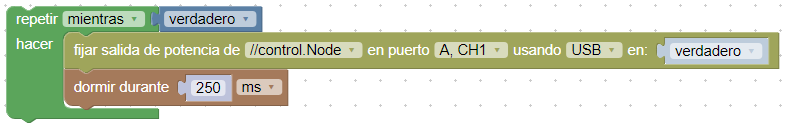 repetir mientras verdadero
hacer fijar salida de potencia de //control.Node en puerto A, CH1 usando USB en: verdadero
dormir durante 250 ms